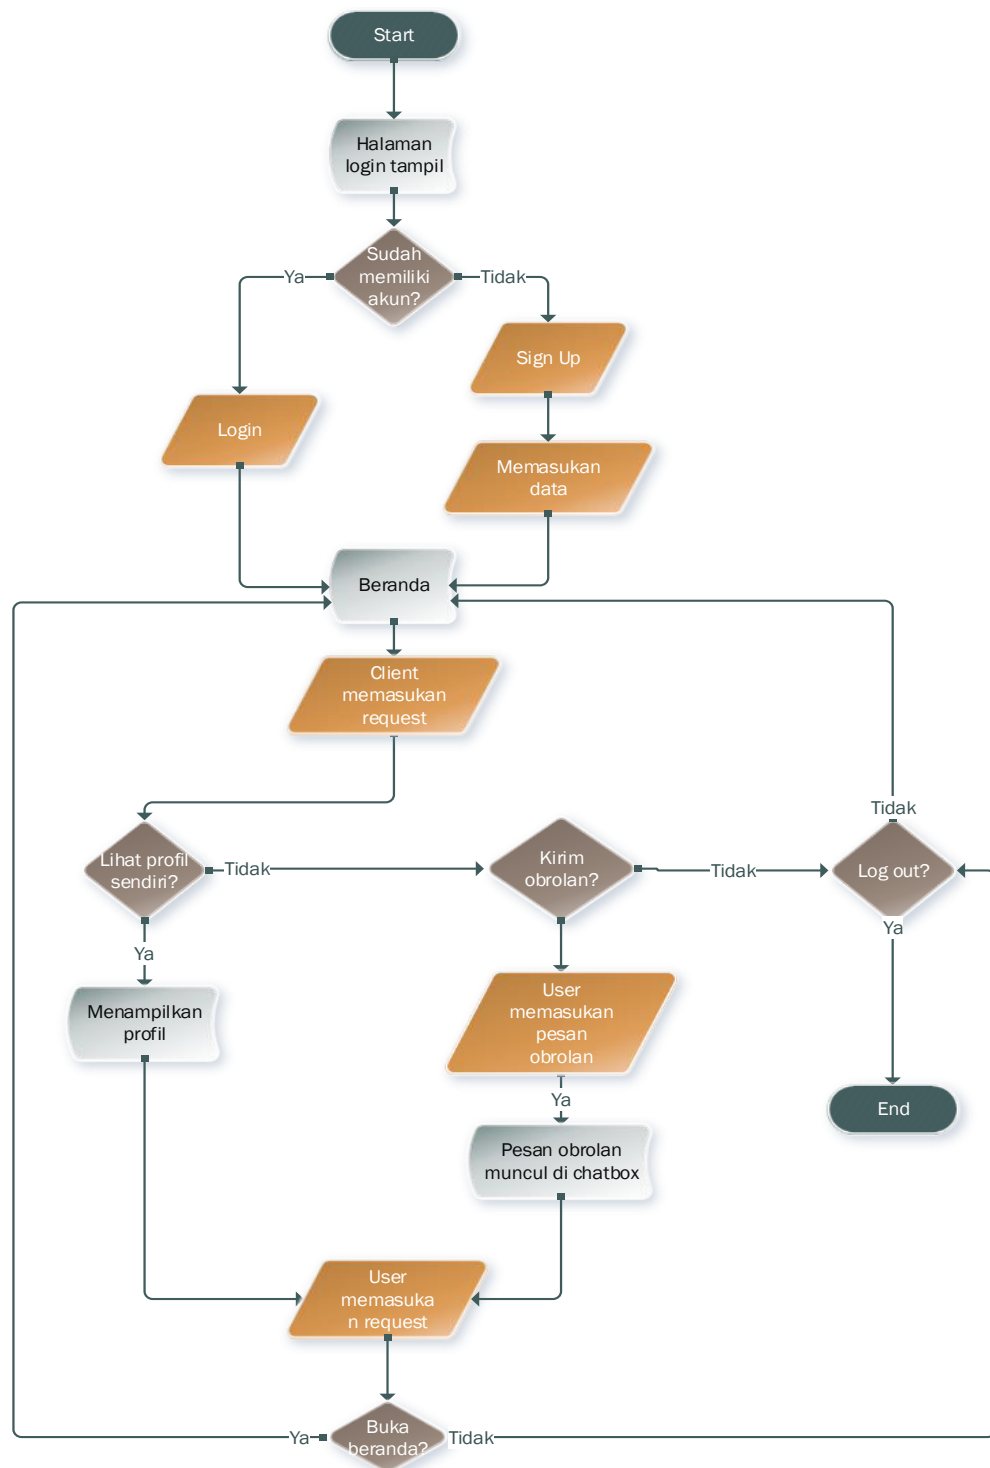 Start
Halaman
login tampil
Sudah
memiliki
akun?
Ya
Tidak
Sign Up
Login
Memasukan
data
Beranda
Client
memasukan
request
Tidak
Lihat profil
sendiri?
Tidak
Kirim
obrolan?
Tidak
Log out?
Ya
Ya
Menampilkan
profil
User
memasukan
pesan
obrolan
Ya
End
Pesan obrolan
muncul di chatbox
User
memasuka
n request
Buka
beranda?
Ya
Tidak